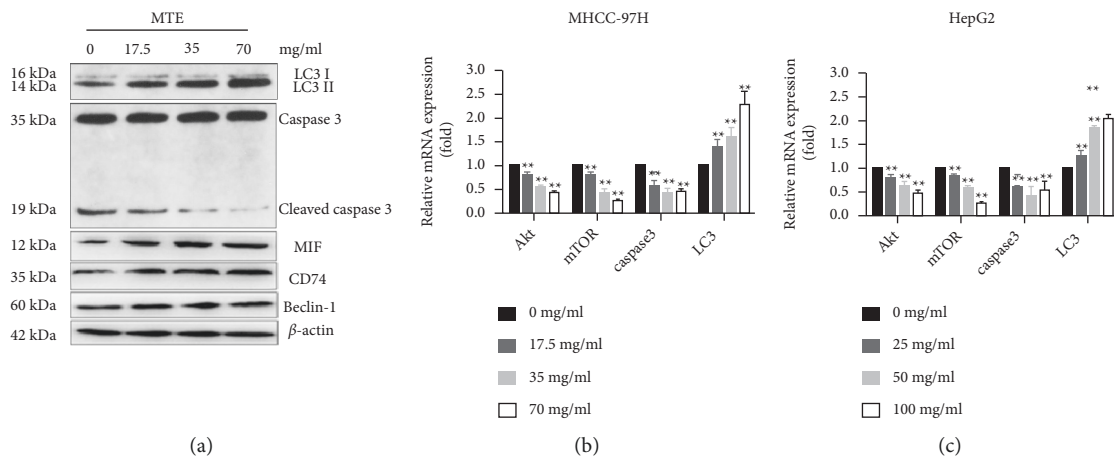 MTE
0 17.5 35 70 mg/ml
16 kDa LC3 I
14 kDa LC3 II
35 kDa Caspase 3
19 kDa Cleaved caspase 3
12 kDa MIF
35 kDa CD74
60 kDa Beclin-1
42 kDa β-actin
(a)
MHCC-97H
Relative mRNA expression
(fold)
3.0
2.5
2.0
1.5
1.0
0.5
0.0
** ** ** ** ** ** ** ** ** ** ** **
Akt mTOR caspase3 LC3
0 mg/ml
17.5 mg/ml
35 mg/ml
70 mg/ml
(b)
HepG2
Relative mRNA expression
(fold)
3.0
2.5
2.0
1.5
1.0
0.5
0.0
** ** ** ** ** ** ** ** ** ** ** **
Akt mTOR caspase3 LC3
0 mg/ml
25 mg/ml
50 mg/ml
100 mg/ml
(c)